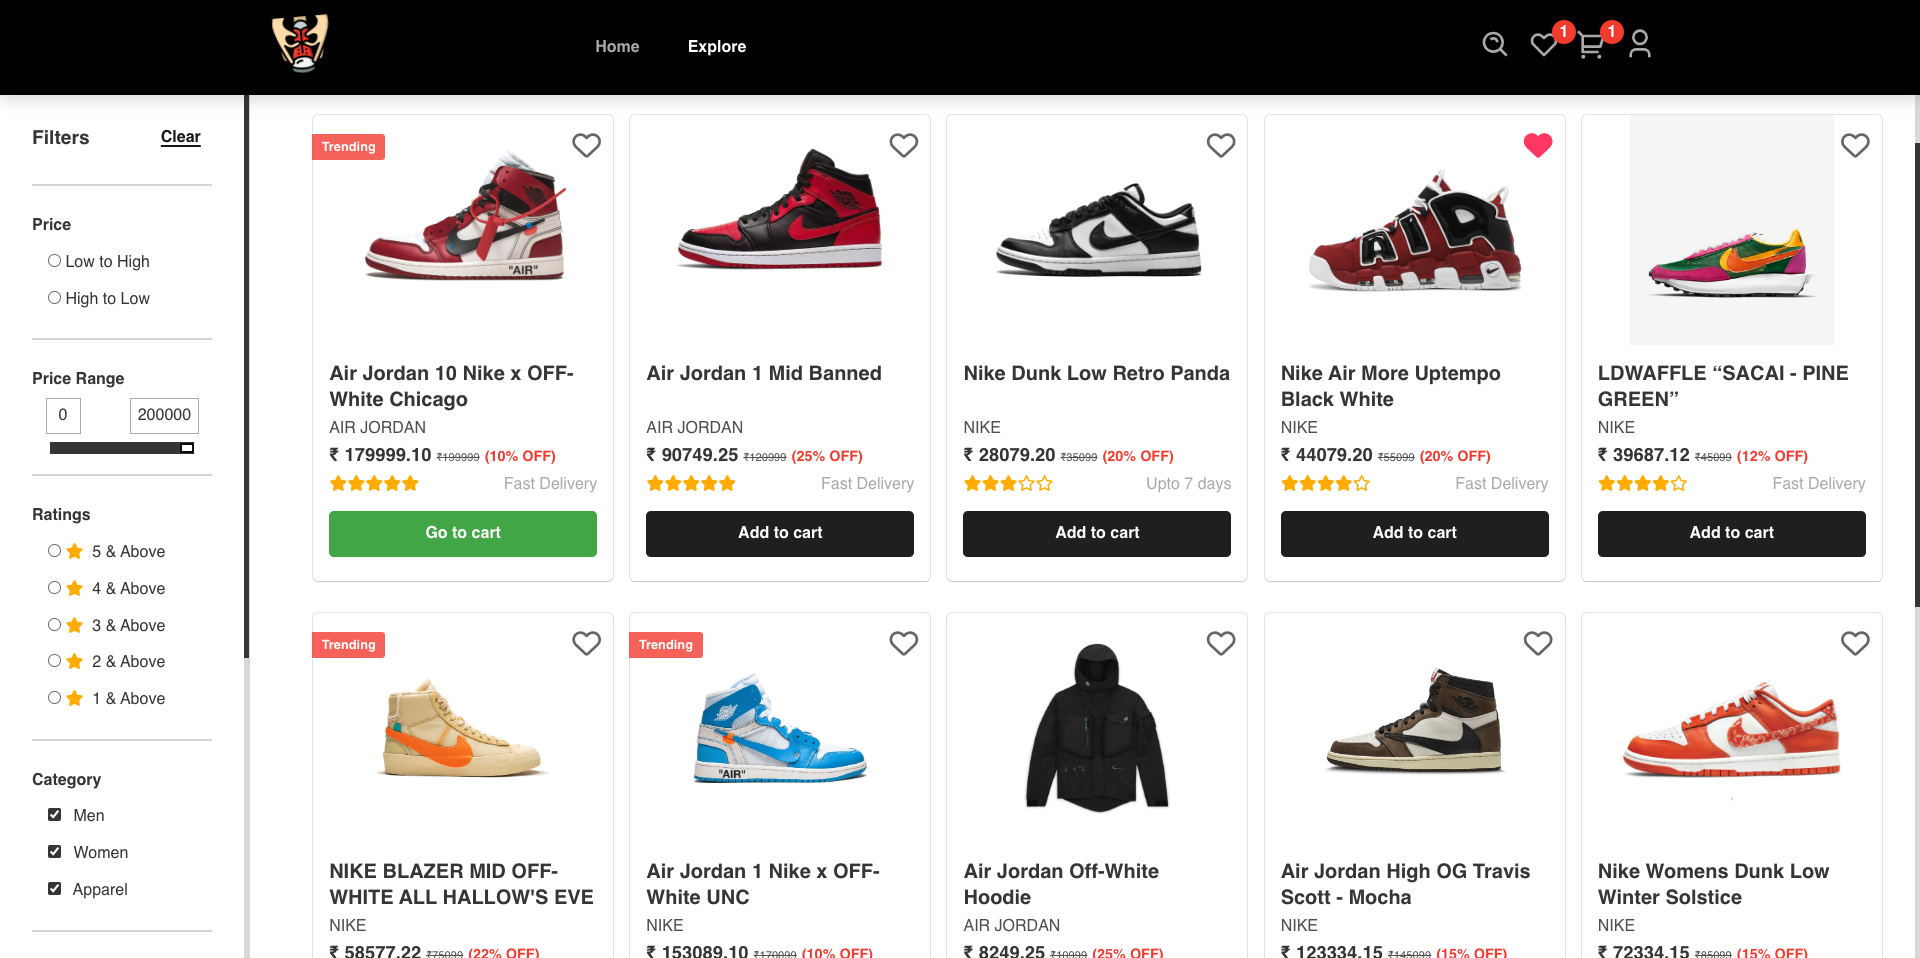 Home
Explore
1
1
Filters
Clear
Price
Low to High
High to Low
Price Range
0
200000
Ratings
5 & Above
4 & Above
3 & Above
2 & Above
1 & Above
Category
Men
Women
Apparel
Trending
"AIR"
Air Jordan 10 Nike x OFF-
White Chicago
AIR JORDAN
₹ 179999.10 ₹199999 (10% OFF)
Fast Delivery
Go to cart
Air Jordan 1 Mid Banned
AIR JORDAN
₹ 90749.25 ₹120999 (25% OFF)
Fast Delivery
Add to cart
Nike Dunk Low Retro Panda
NIKE
₹ 28079.20 ₹35099 (20% OFF)
Upto 7 days
Add to cart
AIR
Nike Air More Uptempo
Black White
NIKE
₹ 44079.20 ₹55099 (20% OFF)
Fast Delivery
Add to cart
LDWAFFLE “SACAI - PINE
GREEN”
NIKE
₹ 39687.12 ₹45099 (12% OFF)
Fast Delivery
Add to cart
Trending
NIKE BLAZER MID OFF-
WHITE ALL HALLOW'S EVE
NIKE
₹ 58577.22 ₹75099 (22% OFF)
Trending
"AIR"
Air Jordan 1 Nike x OFF-
White UNC
NIKE
₹ 153089.10 ₹170099 (10% OFF)
Air Jordan Off-White
Hoodie
AIR JORDAN
₹ 8249.25 ₹10999 (25% OFF)
Air Jordan High OG Travis
Scott - Mocha
NIKE
₹ 123334.15 ₹145099 (15% OFF)
Nike Womens Dunk Low
Winter Solstice
NIKE
₹ 72334.15 ₹85099 (15% OFF)